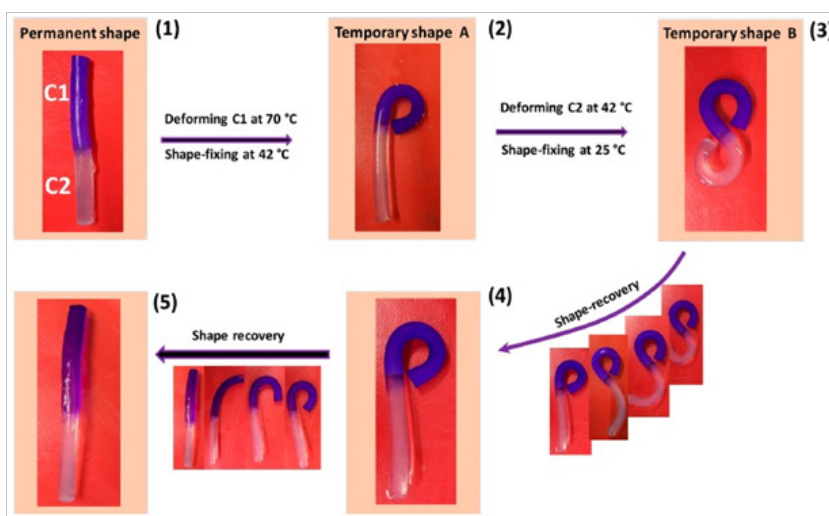 Permanent shape
(1)
Temporary shape A
(2)
(3)
Temporary shape B
C1
C2
Deforming C1 at 70 °C
Shape-fixing at 42 °C
Deforming C2 at 42 °C
Shape-fixing at 25 °C
(5)
Shape recovery
(4)
Shape-recovery